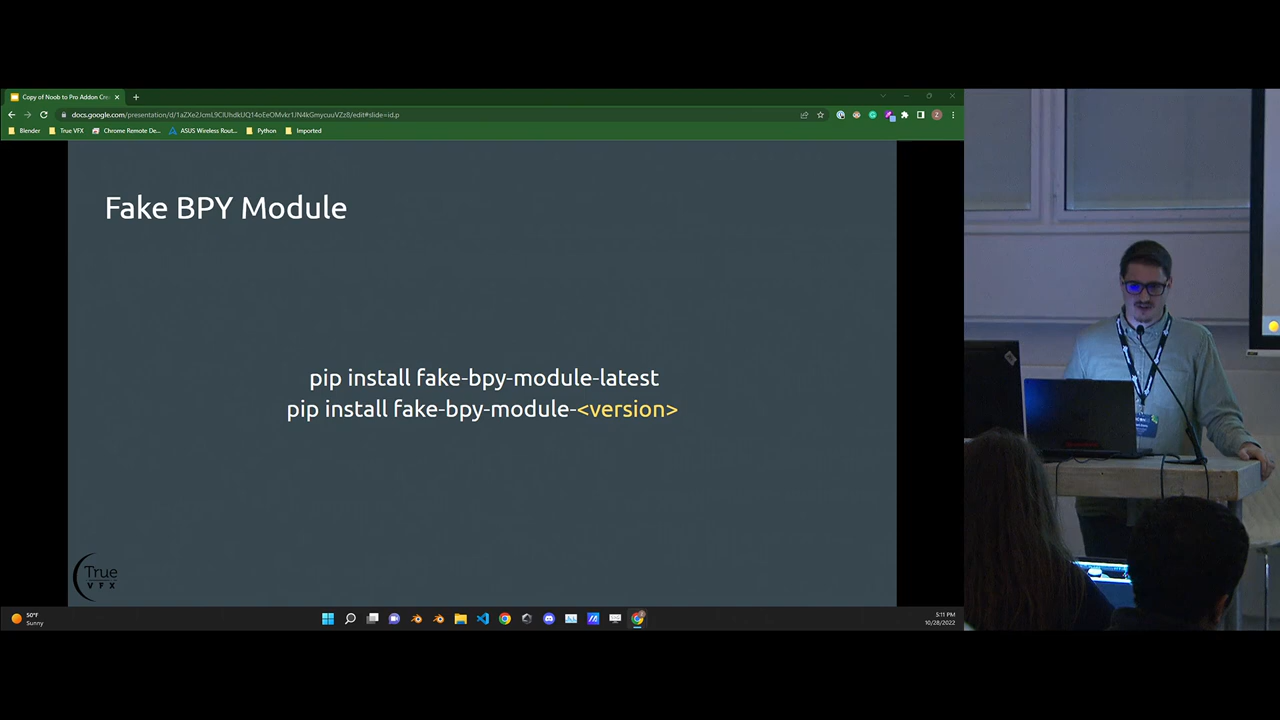 Copy of Noob to Pro Addon Cre
docs.google.com/presentation/d/1aZXe2JcmL9ClUhdkUQ14oEeOMvkr1JN4kGmycuuVZz8/edit#slide=id.p
Blender
True VFX
Chrome Remote De...
ASUS Wireless Rout...
Python
Imported
Fake BPY Module
pip install fake-bpy-module-latest
pip install fake-bpy-module-<version>
True
VFX
50°F
Sunny
5:11 PM
10/28/2022